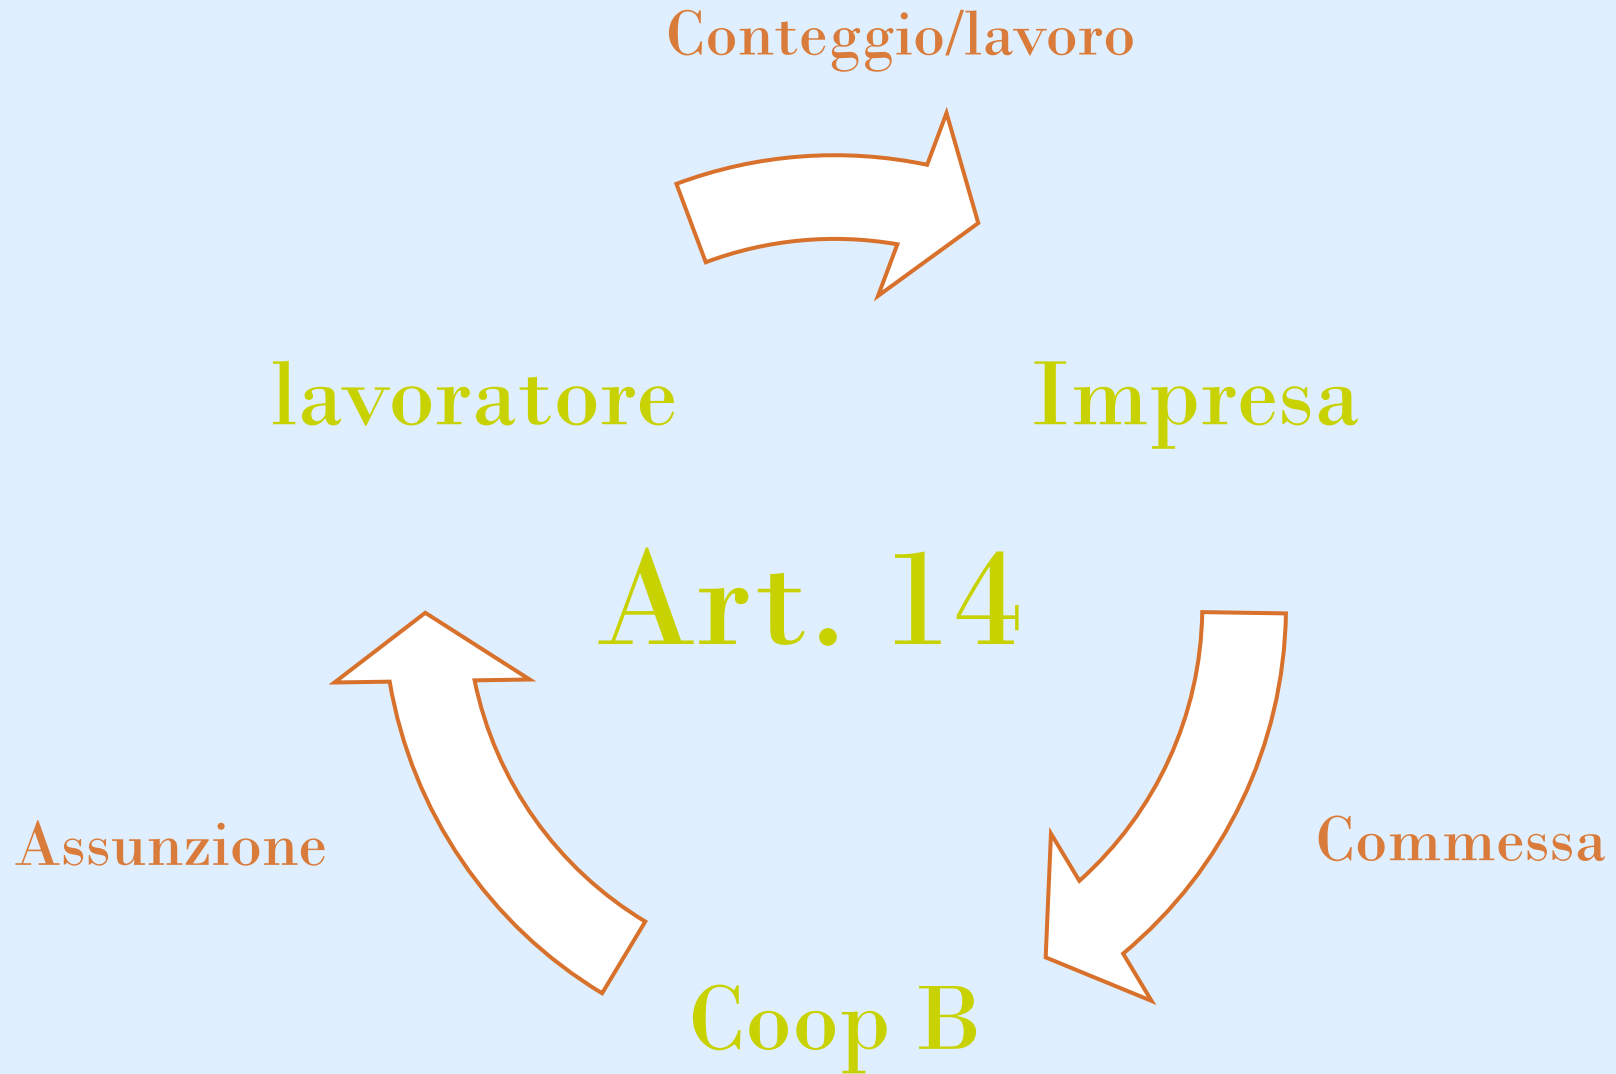 Conteggio/lavoro
lavoratore
Impresa
Art. 14
Assunzione
Commessa
Coop B